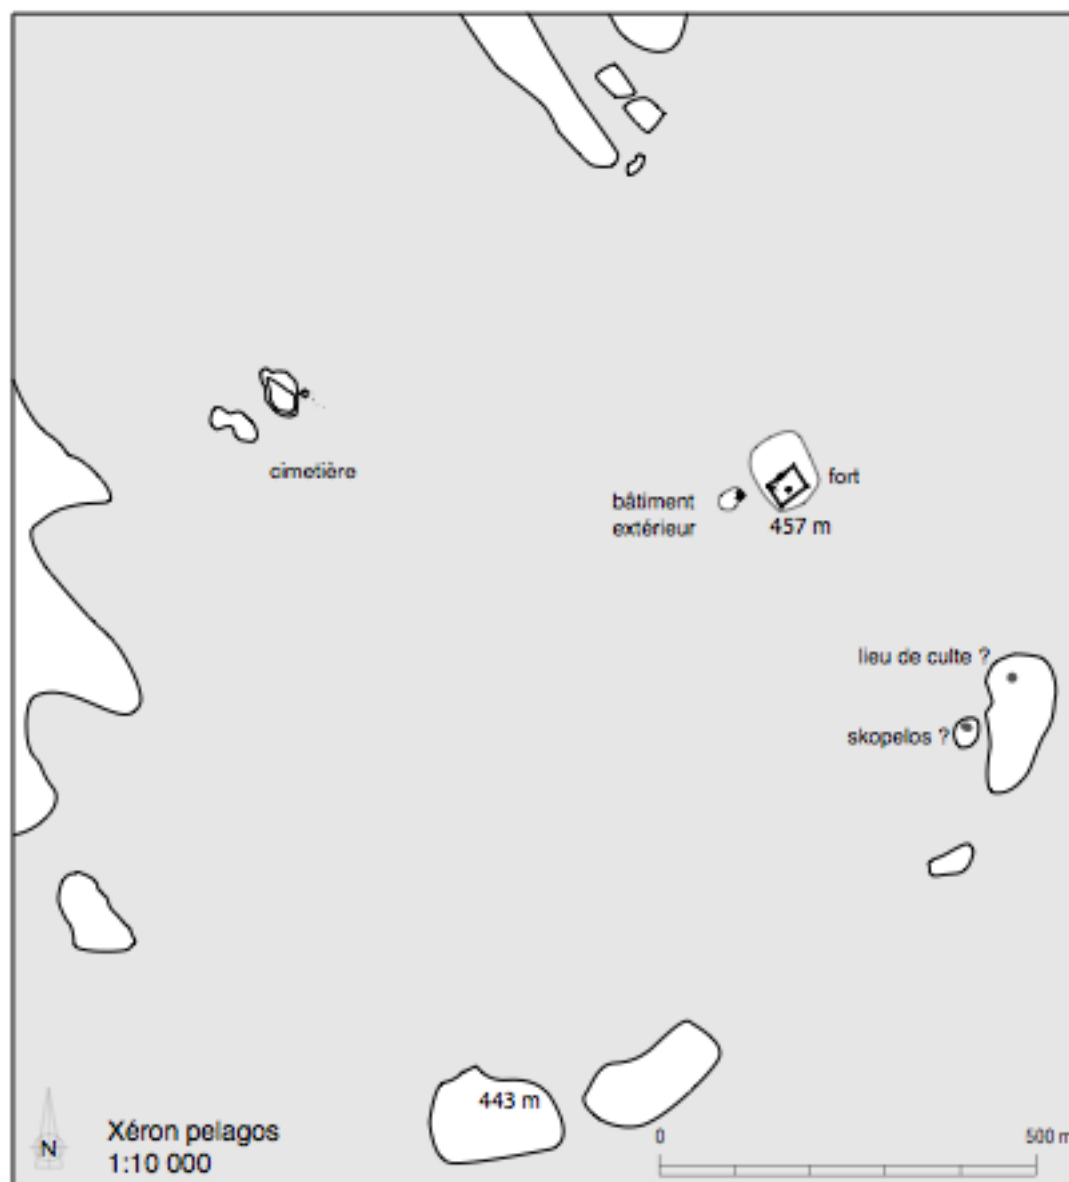 cimetière
fort
bâtiment
extérieur
457 m
lieu de culte ?
skopelos ?
443 m
N
Xéron pelagos
1:10 000
0
500 m